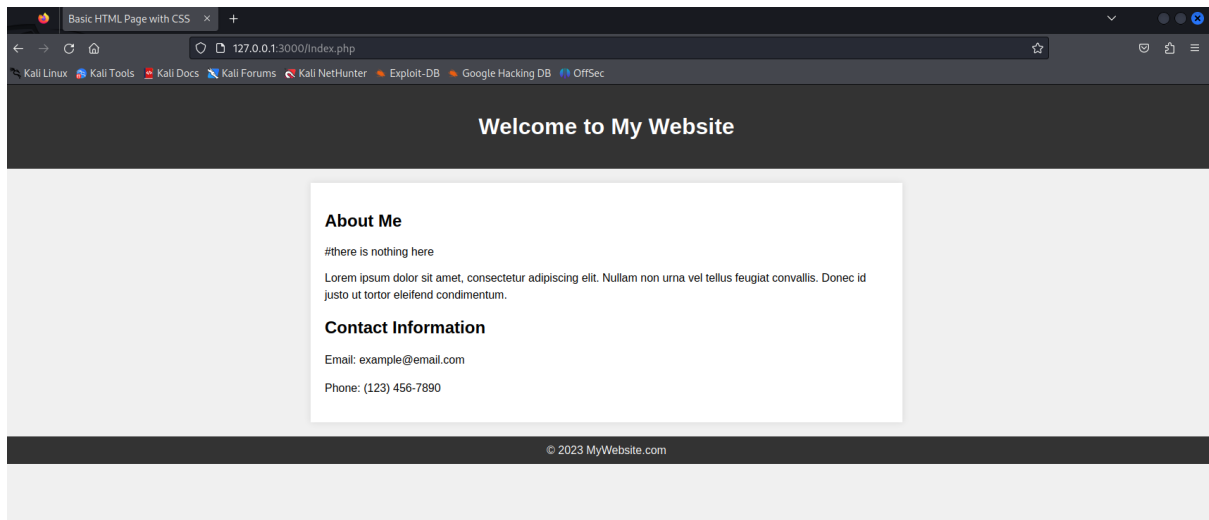 Basic HTML Page with CSS
127.0.0.1:3000/Index.php
Kali Linux Kali Tools Kali Docs Kali Forums Kali NetHunter Exploit-DB Google Hacking DB OffSec
Welcome to My Website
About Me
#there is nothing here
Lorem ipsum dolor sit amet, consectetur adipiscing elit. Nullam non urna vel tellus feugiat convallis. Donec id
justo ut tortor eleifend condimentum.
Contact Information
Email: example@email.com
Phone: (123) 456-7890
© 2023 MyWebsite.com